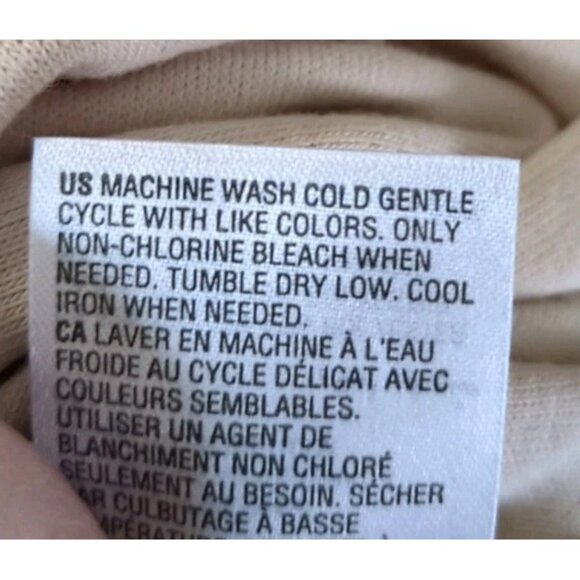 US MACHINE WASH COLD GENTLE
CYCLE WITH LIKE COLORS. ONLY
NON-CHLORINE BLEACH WHEN
NEEDED. TUMBLE DRY LOW. COOL
IRON WHEN NEEDED.
CA LAVER EN MACHINE À L'EAU
FROIDE AU CYCLE DÉLICAT AVEC
COULEURS SEMBLABLES.
UTILISER UN AGENT DE
BLANCHIMENT NON CHLORÉ
SEULEMENT AU BESOIN. SÉCHER
CULBUTAGE À BASSE